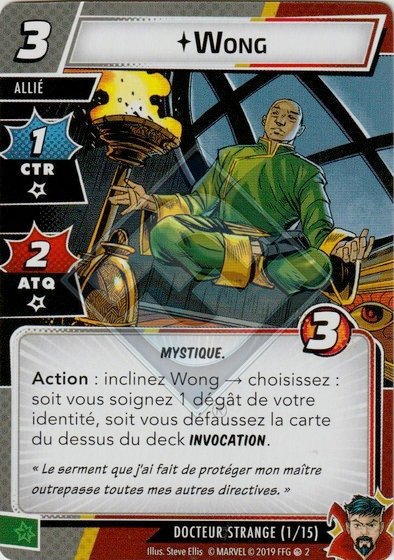 3
Wong
ALLIÉ
1
CTR
2
ATQ
3
MYSTIQUE.
Action : inclinez Wong → choisissez :
soit vous soignez 1 dégât de votre
identité, soit vous défaussez la carte
du dessus du deck INVOCATION.
« Le serment que j'ai fait de protéger mon maître
outrepasse toutes mes autres directives. »
DOCTEUR STRANGE (1/15)
Illus. Steve Ellis © MARVEL © 2019 FFG 2